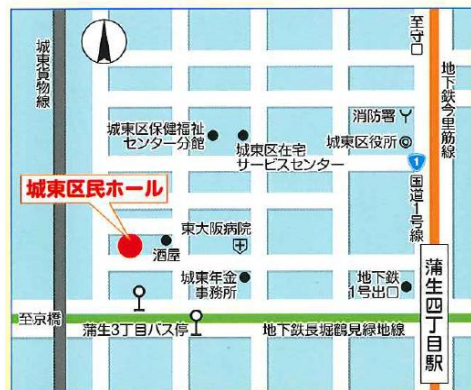 城東貨物線
至守口
地下鉄今里筋線
消防署
城東区役所
城東区保健福祉
センター分館
城東区在宅
サービスセンター
1
国道1号線
城東区民ホール
酒屋
東大阪病院
城東年金
事務所
地下鉄
1号出口
蒲生四丁目駅
至京橋
蒲生3丁目バス停
地下鉄長堀鶴見緑地線